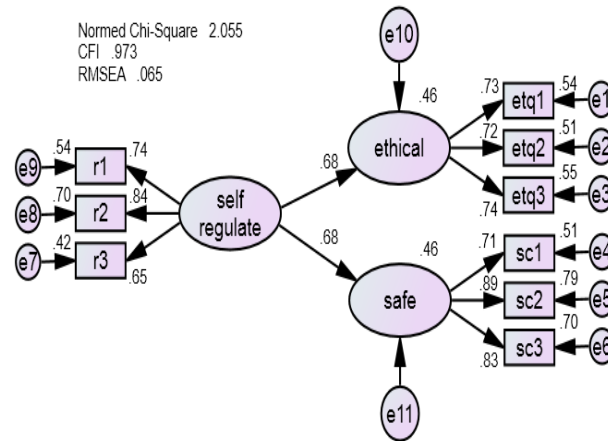 Normed Chi-Square 2.055
CFI .973
RMSEA .065
e10
.46
.73
etq1
.54
e1
ethical
.72
etq2
.51
e2
.74
etq3
.55
e3
e9
.54
r1
.74
e8
.70
r2
.84
e7
.42
r3
.65
self
regulate
.68
.68
.46
safe
.71
sc1
.51
e4
.89
sc2
.79
e5
.83
sc3
.70
e6
e11